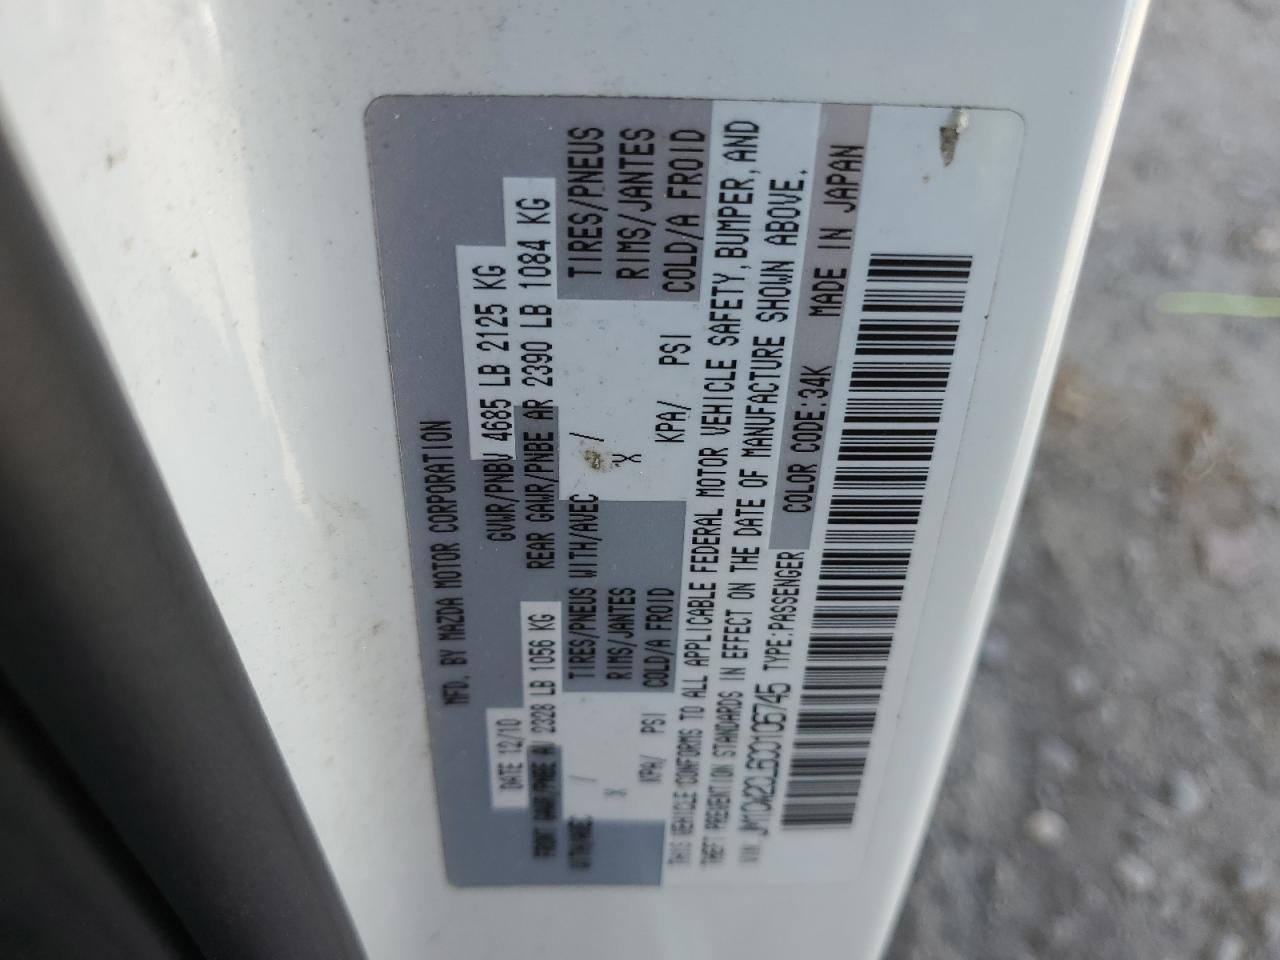 MFD. BY MAZDA MOTOR CORPORATION
DATE 12/10 GVWR/PNBV 4685 LB 2125 KG
FRONT GAWR/PNBE A 2328 LB 1056 KG REAR GAWR/PNBE AR 2390 LB 1084 KG
WITH/AVEC / TIRES/PNEUS WITH/AVEC / TIRES/PNEUS
X RIMS/JANTES X RIMS/JANTES
KPA/ PSI COLD/A FROID KPA/ PSI COLD/A FROID
THIS VEHICLE CONFORMS TO ALL APPLICABLE FEDERAL MOTOR VEHICLE SAFETY,BUMPER,AND
THEFT PREVENTION STANDARDS IN EFFECT ON THE DATE OF MANUFACTURE SHOWN ABOVE.
VIN JM1CW2CL6C0106745 TYPE:PASSENGER COLOR CODE:34K MADE IN JAPAN